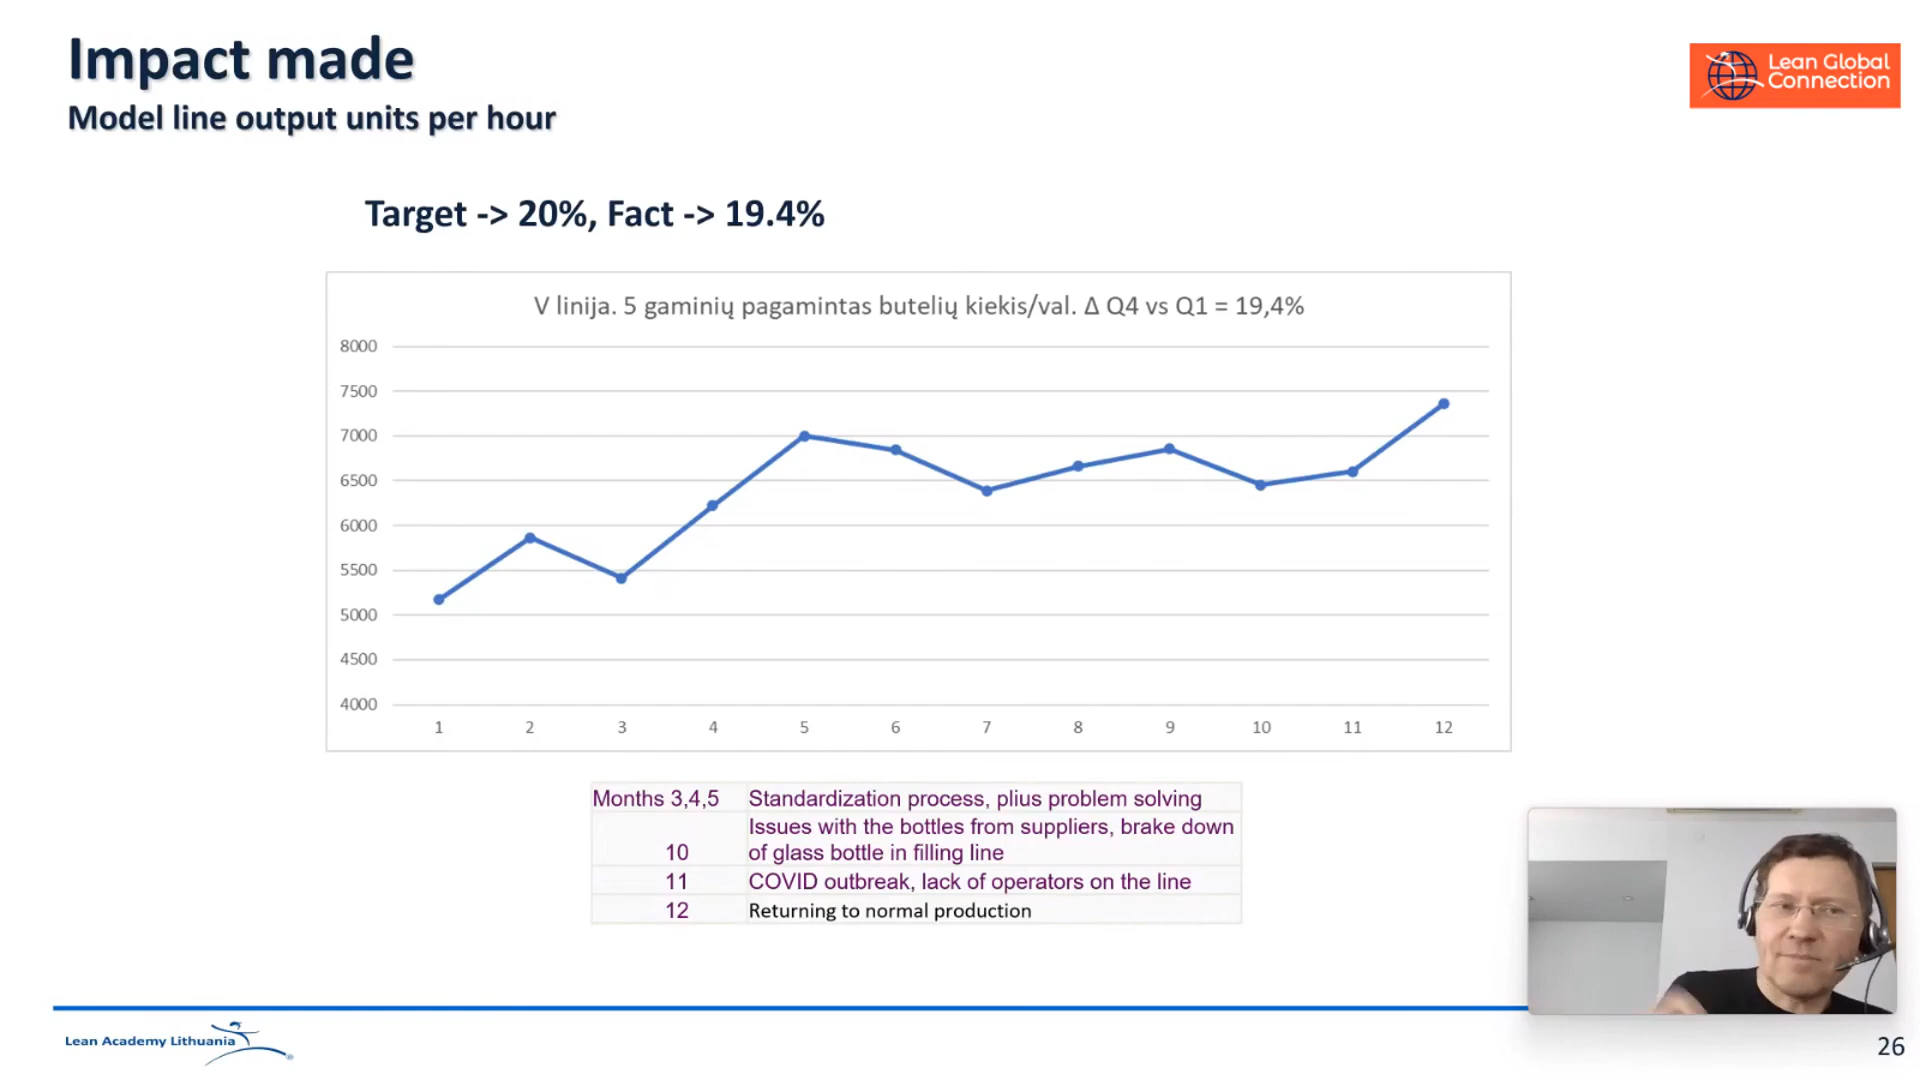 Impact made
Model line output units per hour
Lean Global
Connection
Target -> 20%, Fact -> 19.4%
V linija. 5 gaminių pagamintas butelių kiekis/val. Δ Q4 vs Q1 = 19,4%
8000
7500
7000
6500
6000
5500
5000
4500
4000
1 2 3 4 5 6 7 8 9 10 11 12
Months 3,4,5 Standardization process, plius problem solving
Issues with the bottles from suppliers, brake down
10 of glass bottle in filling line
11 COVID outbreak, lack of operators on the line
12 Returning to normal production
Lean Academy Lithuania
26